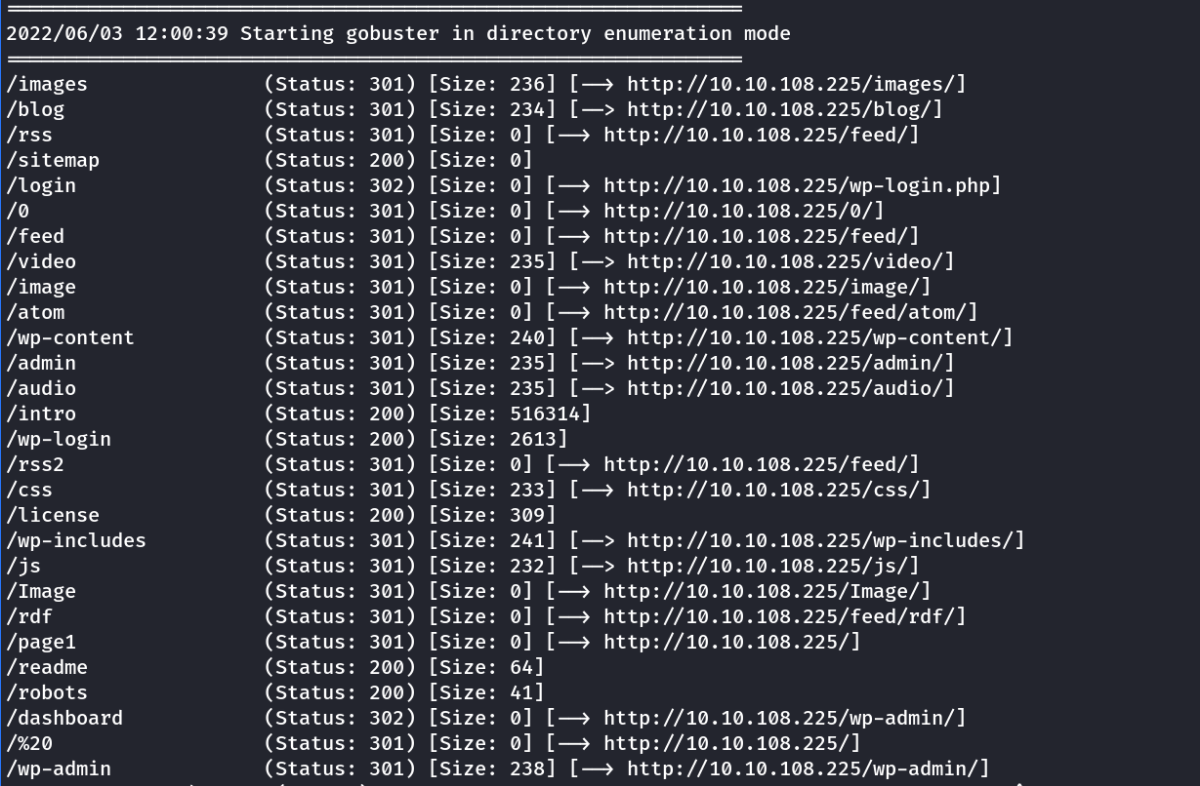 2022/06/03 12:00:39 Starting gobuster in directory enumeration mode
/images (Status: 301) [Size: 236] [--> http://10.10.108.225/images/]
/blog (Status: 301) [Size: 234] [--> http://10.10.108.225/blog/]
/rss (Status: 301) [Size: 0] [--> http://10.10.108.225/feed/]
/sitemap (Status: 200) [Size: 0]
/login (Status: 302) [Size: 0] [--> http://10.10.108.225/wp-login.php]
/0 (Status: 301) [Size: 0] [--> http://10.10.108.225/0/]
/feed (Status: 301) [Size: 0] [--> http://10.10.108.225/feed/]
/video (Status: 301) [Size: 235] [--> http://10.10.108.225/video/]
/image (Status: 301) [Size: 0] [--> http://10.10.108.225/image/]
/atom (Status: 301) [Size: 0] [--> http://10.10.108.225/feed/atom/]
/wp-content (Status: 301) [Size: 240] [--> http://10.10.108.225/wp-content/]
/admin (Status: 301) [Size: 235] [--> http://10.10.108.225/admin/]
/audio (Status: 301) [Size: 235] [--> http://10.10.108.225/audio/]
/intro (Status: 200) [Size: 516314]
/wp-login (Status: 200) [Size: 2613]
/rss2 (Status: 301) [Size: 0] [--> http://10.10.108.225/feed/]
/css (Status: 301) [Size: 233] [--> http://10.10.108.225/css/]
/license (Status: 200) [Size: 309]
/wp-includes (Status: 301) [Size: 241] [--> http://10.10.108.225/wp-includes/]
/js (Status: 301) [Size: 232] [--> http://10.10.108.225/js/]
/Image (Status: 301) [Size: 0] [--> http://10.10.108.225/Image/]
/rdf (Status: 301) [Size: 0] [--> http://10.10.108.225/feed/rdf/]
/page1 (Status: 301) [Size: 0] [--> http://10.10.108.225/]
/readme (Status: 200) [Size: 64]
/robots (Status: 200) [Size: 41]
/dashboard (Status: 302) [Size: 0] [--> http://10.10.108.225/wp-admin/]
/%20 (Status: 301) [Size: 0] [--> http://10.10.108.225/]
/wp-admin (Status: 301) [Size: 238] [--> http://10.10.108.225/wp-admin/]